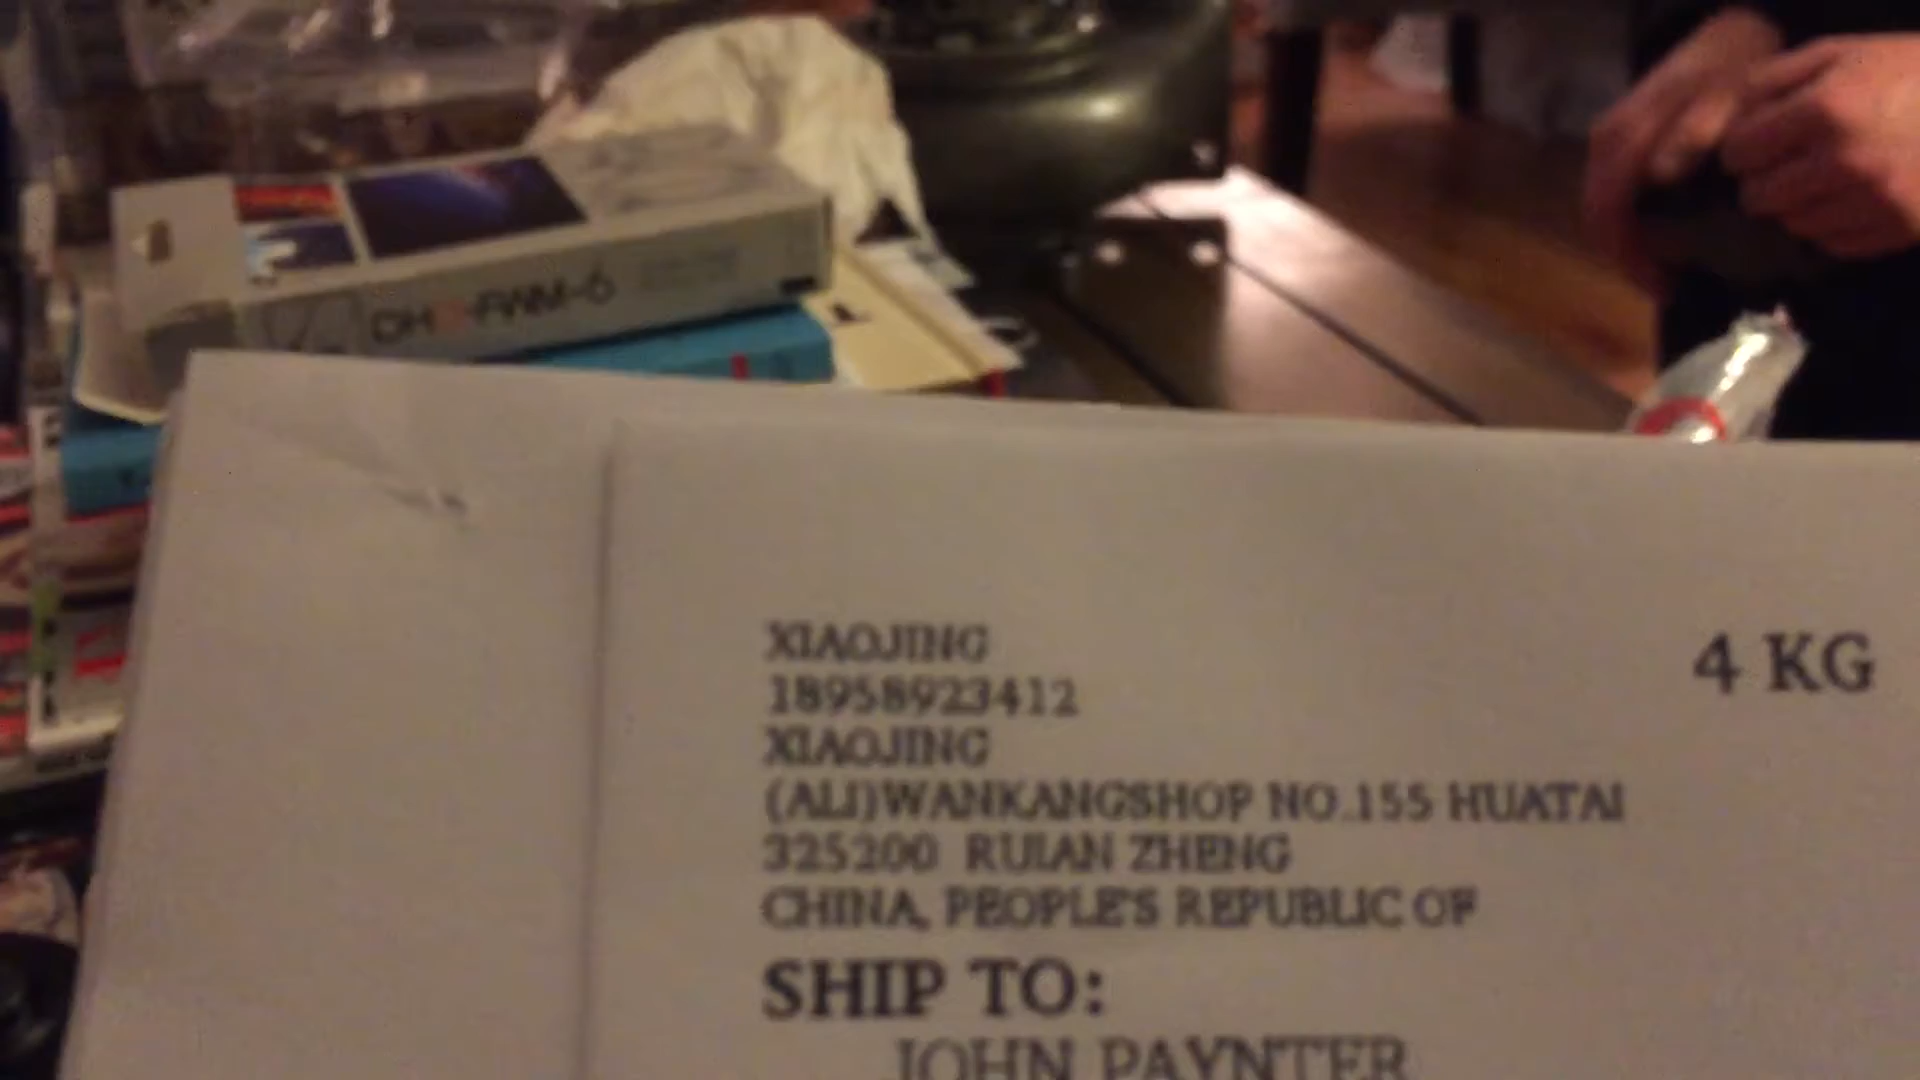 XIAOJING
4 KG
18958923412
XIAOJING
(ALI)WANKANGSHOP NO.155 HUATAI
325200 RUIAN ZHENG
CHINA, PEOPLE'S REPUBLIC OF
SHIP TO:
JOHN PAYNTER